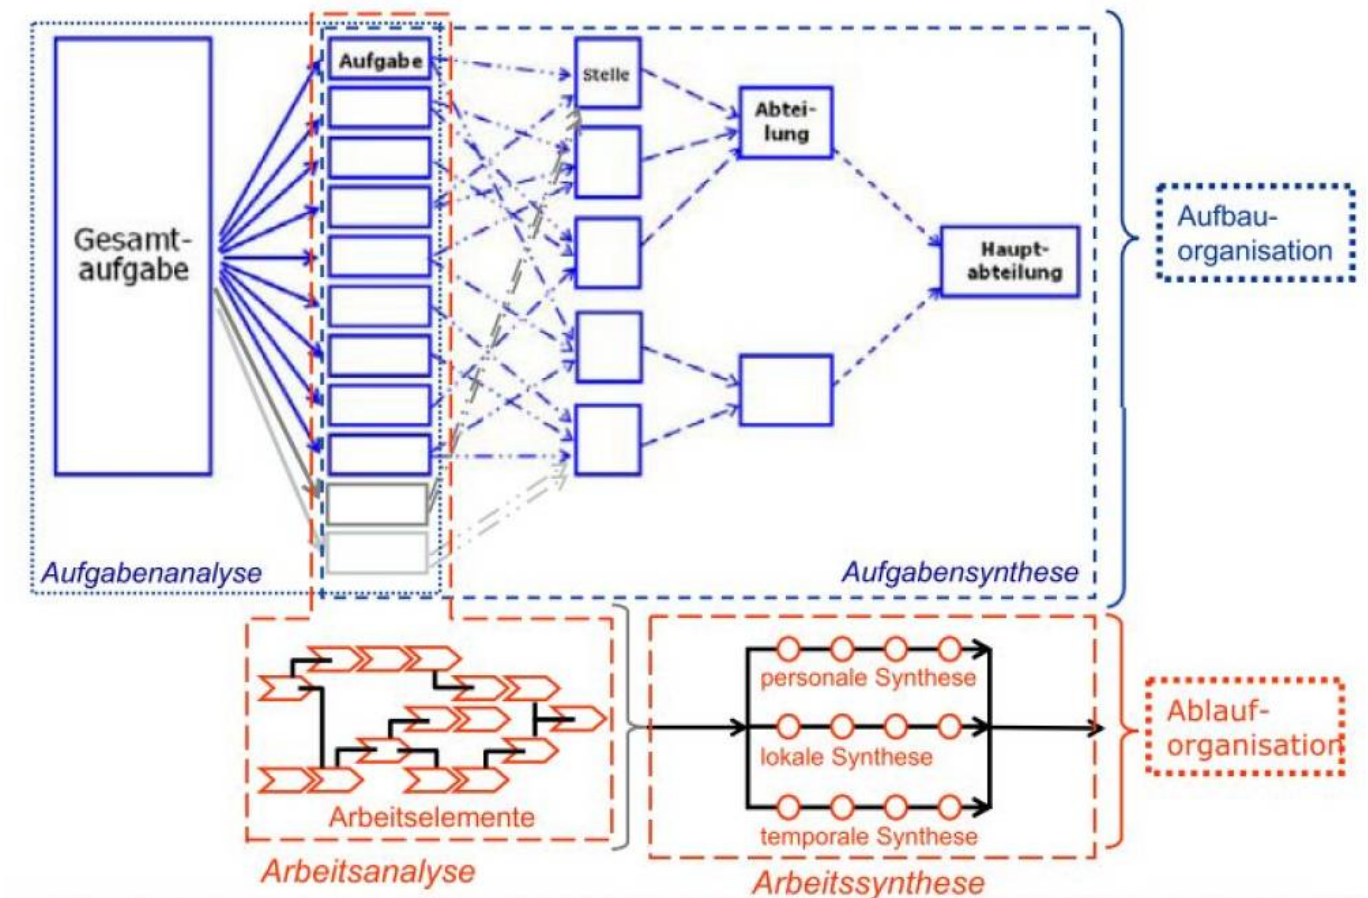 Gesamt-
aufgabe
Aufgabe
Stelle
Abtei-
lung
Haupt-
abteilung
Aufgabenanalyse
Aufgabensynthese
Aufbau-
organisation
Arbeitselemente
Arbeitsanalyse
personale Synthese
lokale Synthese
temporale Synthese
Arbeitssynthese
Ablauf-
organisation